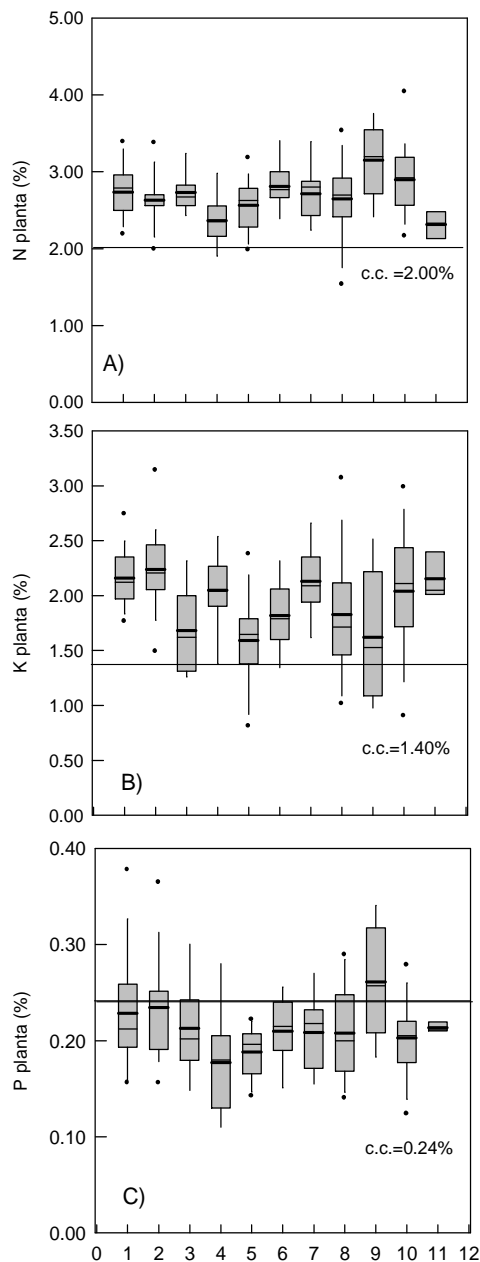 5.00
4.00
3.00
2.00
1.00
0.00
N planta (%)
c.c. =2.00%
A)
3.50
3.00
2.50
2.00
1.50
1.00
0.50
0.00
K planta (%)
c.c.=1.40%
B)
0.40
0.30
0.20
0.10
0.00
P planta (%)
c.c.=0.24%
C)
0 1 2 3 4 5 6 7 8 9 10 11 12